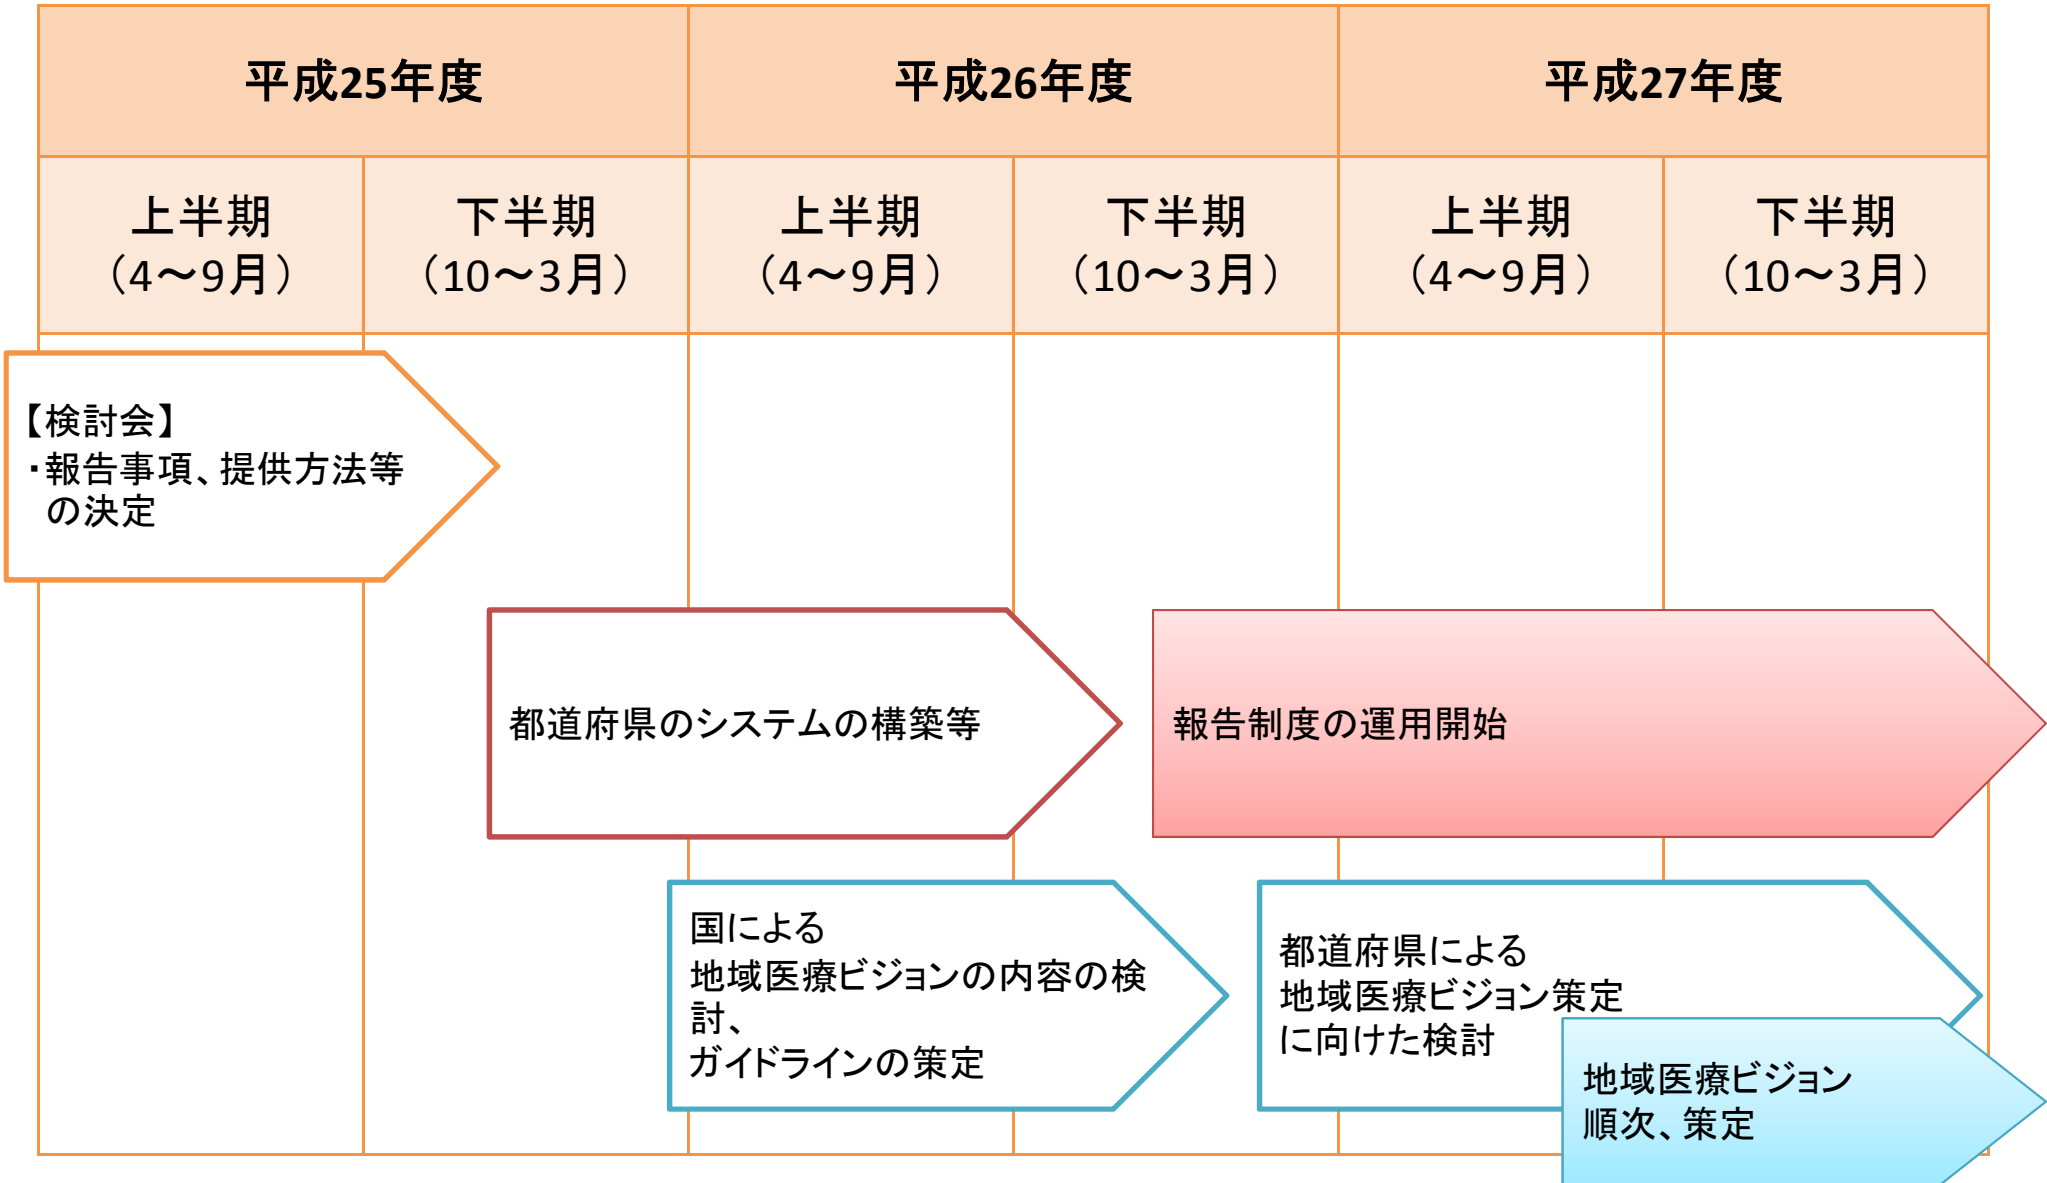 平成25年度
平成26年度
平成27年度
上半期
（4～9月）
下半期
（10～3月）
上半期
（4～9月）
下半期
（10～3月）
上半期
（4～9月）
下半期
（10～3月）
【検討会】
・報告事項、提供方法等
の決定
都道府県のシステムの構築等
報告制度の運用開始
国による
地域医療ビジョンの内容の検
討、
ガイドラインの策定
都道府県による
地域医療ビジョン策定
に向けた検討
地域医療ビジョン
順次、策定